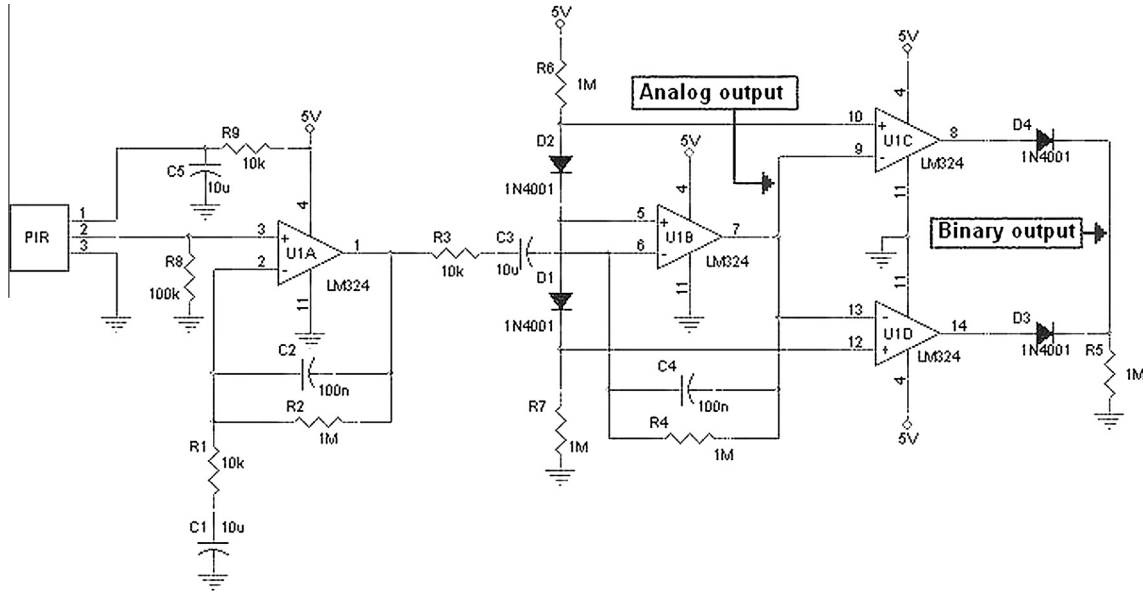 5V
5V
R6
1M
Analog output
4
10
+
U1C
8
D4
9
-
LM324
1N4001
R9
5V
10k
C5
10u
D2
1N4001
5V
4
11
PIR
1
2
3
4
3
+
U1A
1
2
-
LM324
R8
100k
11
R3
10k
C3
10u
5
+
U1B
7
6
-
LM324
11
Binary output
D1
1N4001
11
13
-
U1D
14
12
+
LM324
D3
1N4001
R5
1M
4
5V
C2
100n
R2
1M
C4
100n
R4
1M
R7
1M
R1
10k
C1
10u